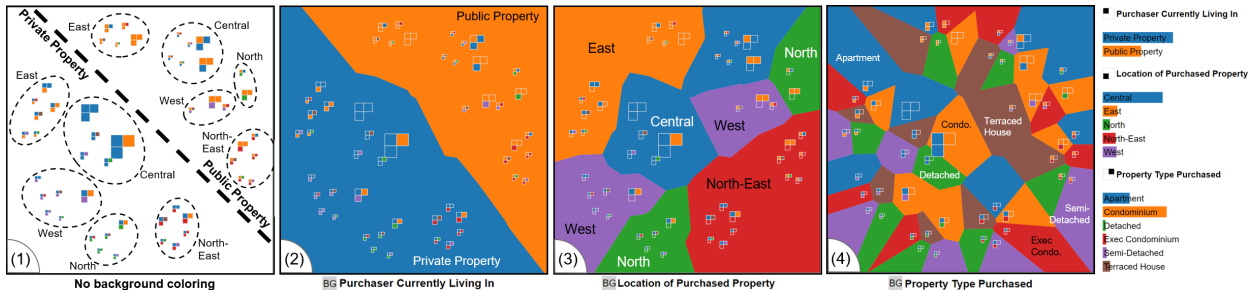 Private Property
Public Property
East
Central
North
East
West
North-
East
Central
West
North
North-
East
(1)
No background coloring
Public Property
Private Property
(2)
BG Purchaser Currently Living In
East
North
Central
West
North-East
West
North
(3)
BG Location of Purchased Property
Apartment
Condo.
Terraced
House
Detached
Semi-
Detached
Exec
Condo.
(4)
BG Property Type Purchased
Purchaser Currently Living In
Private Property
Public Property
Location of Purchased Property
Central
East
North
North-East
West
Property Type Purchased
Apartment
Condominium
Detached
Exec Condominium
Semi-Detached
Terraced House